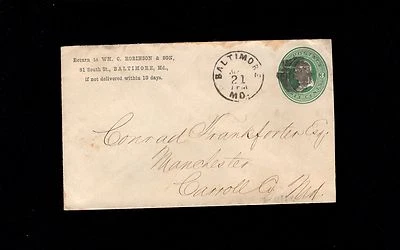 Return to WM. C. ROBINSON & SON,
81 South St., BALTIMORE, Md.,
if not delivered within 10 days.
BALTIMORE
21
MD.
Conrad Frankforter Esq
Manchester
Carroll Co Md.